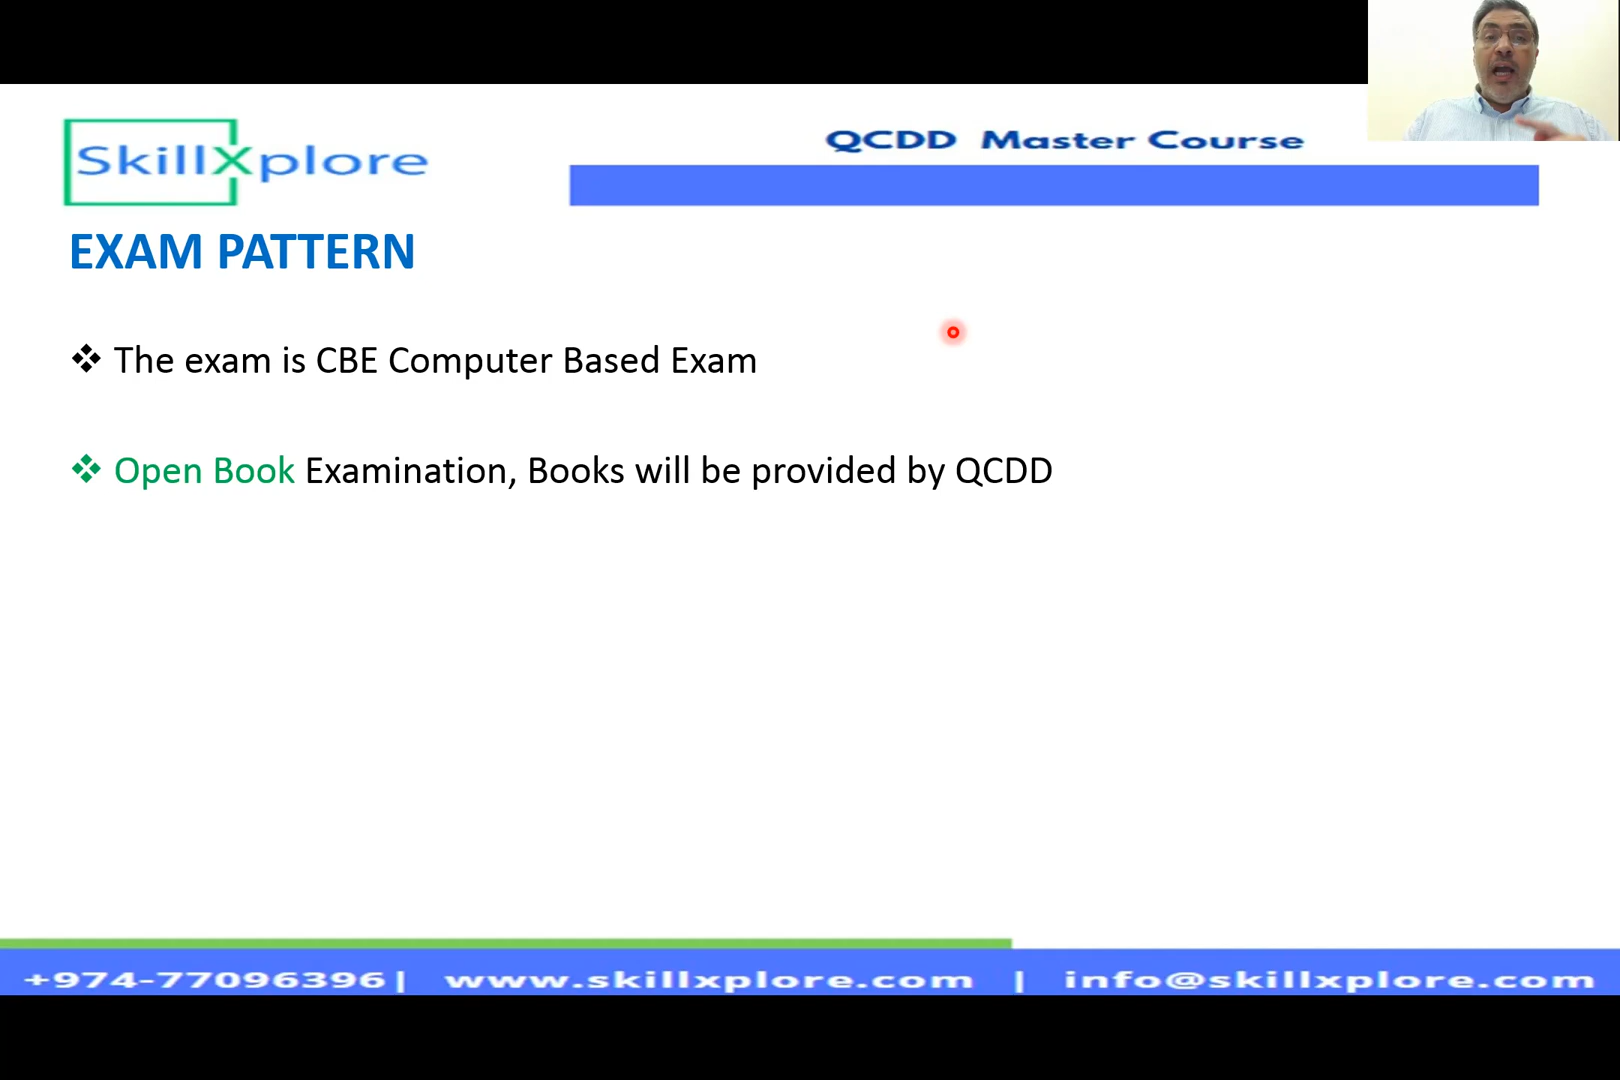 SkillXplore
QCDD Master Course
EXAM PATTERN
The exam is CBE Computer Based Exam
Open Book Examination, Books will be provided by QCDD
+974-77096396| www.skillxplore.com | info@skillxplore.com